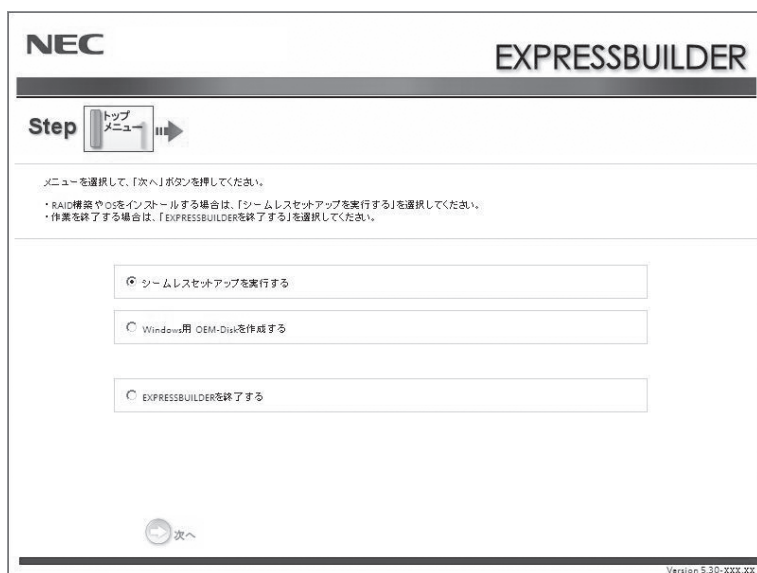 NEC
EXPRESSBUILDER
Step
トップ
メニュー
メニューを選択して、「次へ」ボタンを押してください。
・RAID構築やOSをインストールする場合は、「シームレスセットアップを実行する」を選択してください。
・作業を終了する場合は、「EXPRESSBUILDERを終了する」を選択してください。
シームレスセットアップを実行する
Windows用 OEM-Diskを作成する
EXPRESSBUILDERを終了する
次へ
Version 5.30-XXX.XX